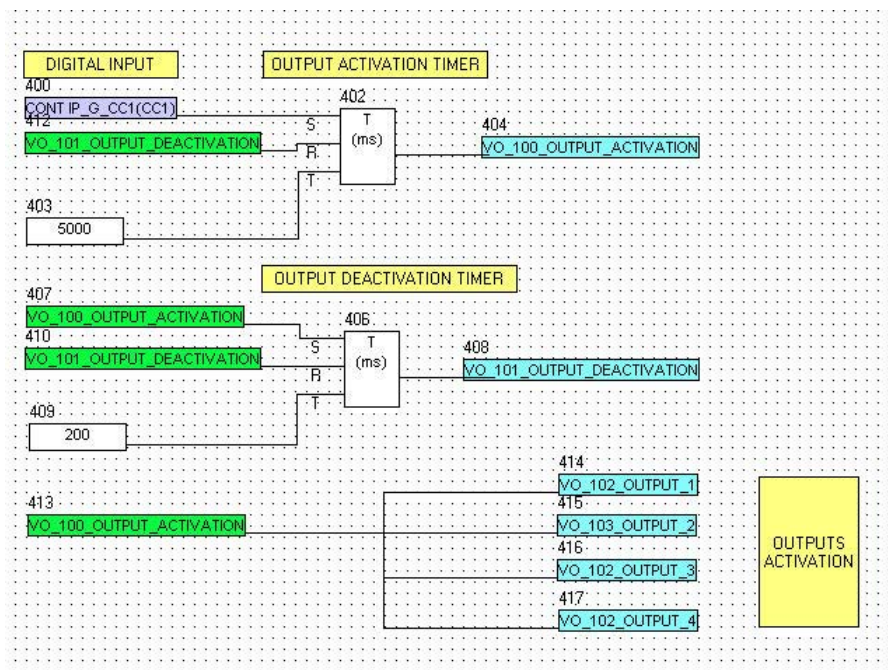 DIGITAL INPUT
OUTPUT ACTIVATION TIMER
400
CONT IP_G_CC1(CC1)
402
412
VO_101_OUTPUT_DEACTIVATION
S
R
T
T
(ms)
404
VO_100_OUTPUT_ACTIVATION
403
5000
OUTPUT DEACTIVATION TIMER
407
VO_100_OUTPUT_ACTIVATION
406
410
VO_101_OUTPUT_DEACTIVATION
S
R
T
T
(ms)
408
VO_101_OUTPUT_DEACTIVATION
409
200
413
VO_100_OUTPUT_ACTIVATION
414
VO_102_OUTPUT_1
415
VO_103_OUTPUT_2
416
VO_102_OUTPUT_3
417
VO_102_OUTPUT_4
OUTPUTS
ACTIVATION